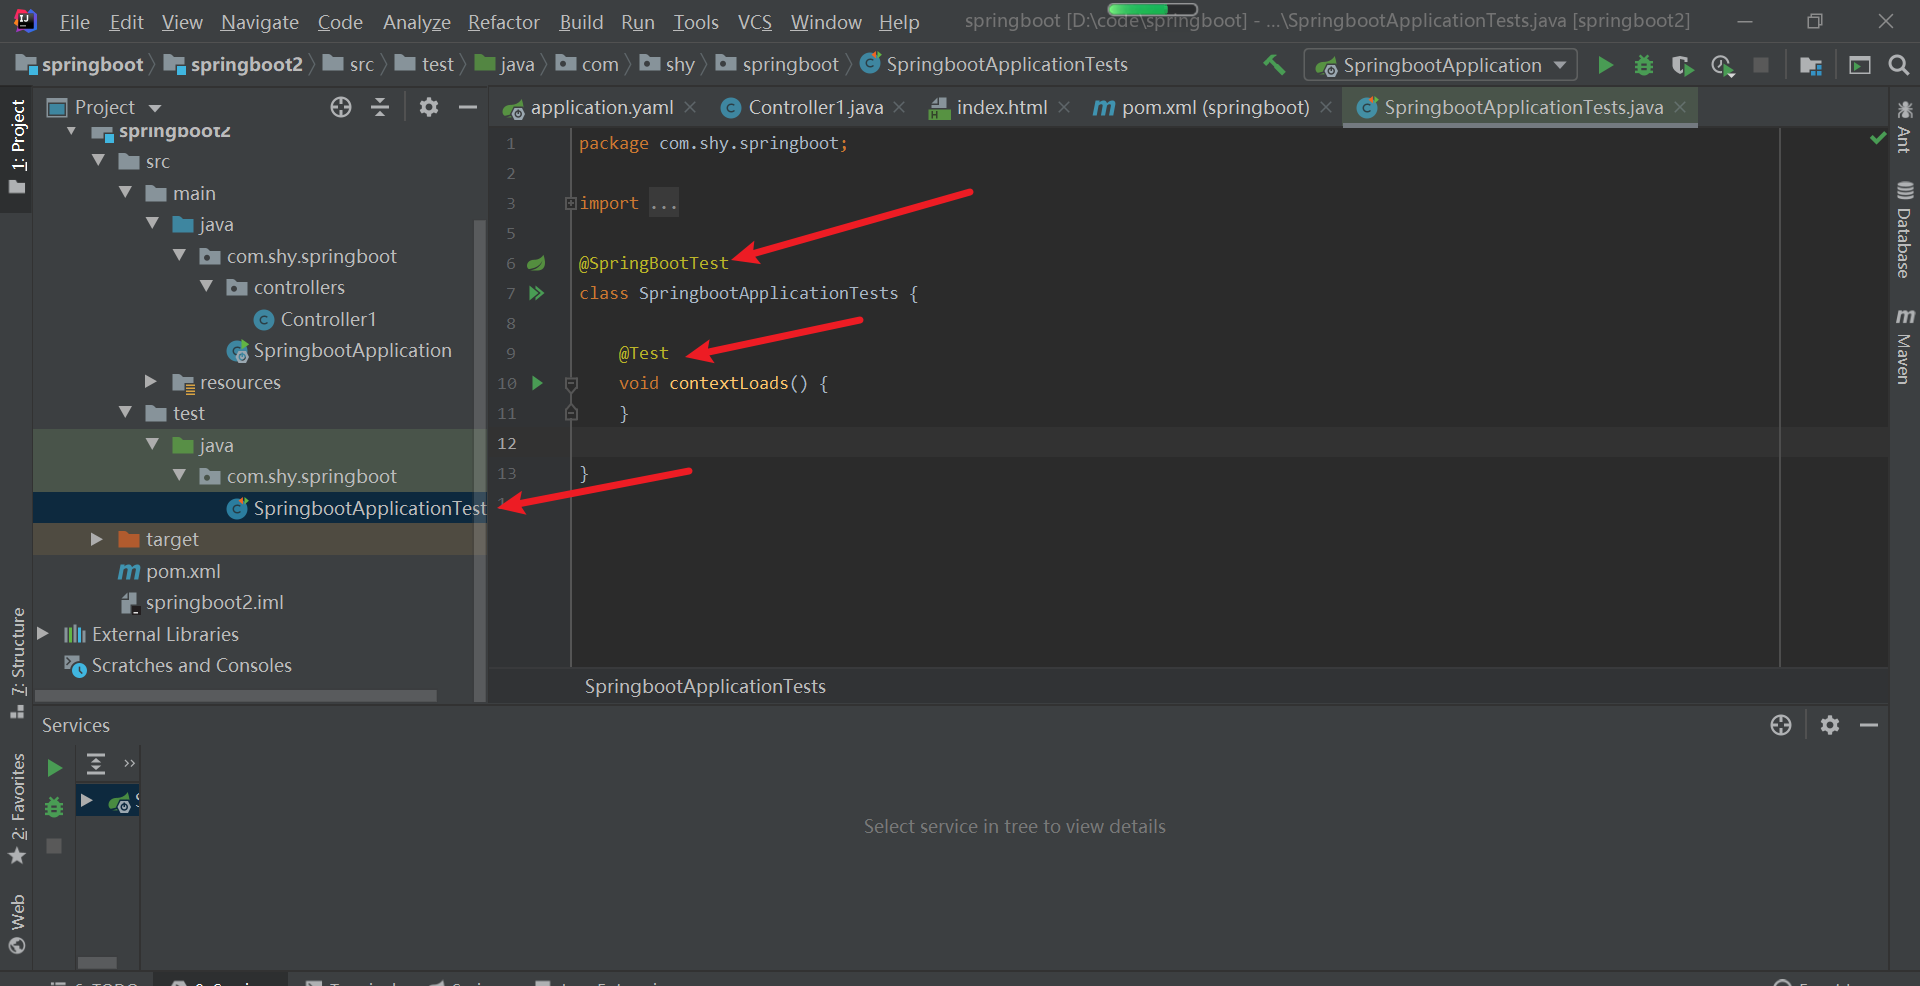 File Edit View Navigate Code Analyze Refactor Build Run Tools VCS Window Help springboot [D:\code\springboot] - ...\SpringbootApplicationTests.java [springboot2]
springboot springboot2 src test java com shy springboot SpringbootApplicationTests SpringbootApplication
1: Project
7: Structure
2: Favorites
Web
Project
springboot2
src
main
java
com.shy.springboot
controllers
Controller1
SpringbootApplication
resources
test
java
com.shy.springboot
SpringbootApplicationTest
target
pom.xml
springboot2.iml
External Libraries
Scratches and Consoles
application.yaml Controller1.java index.html pom.xml (springboot) SpringbootApplicationTests.java
1 package com.shy.springboot;
2
3 import ...
5
6 @SpringBootTest
7 class SpringbootApplicationTests {
8
9 @Test
10 void contextLoads() {
11 }
12
13 }
SpringbootApplicationTests
Ant
Database
Maven
Services
Select service in tree to view details